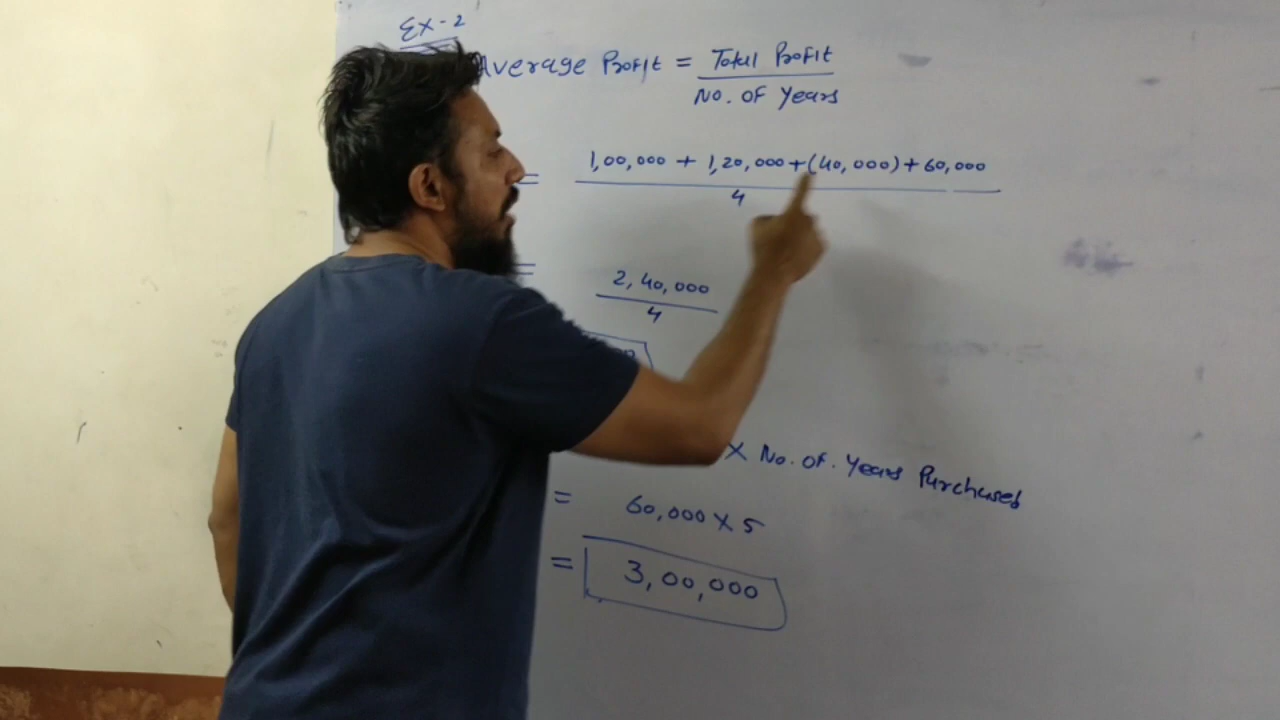 Ex-2
Average Profit = Total Profit
No. of Years
= 1,00,000 + 1,20,000 + (40,000) + 60,000
4
= 2,40,000
4
X No. of. Years Purchased
= 60,000 X 5
= 3,00,000